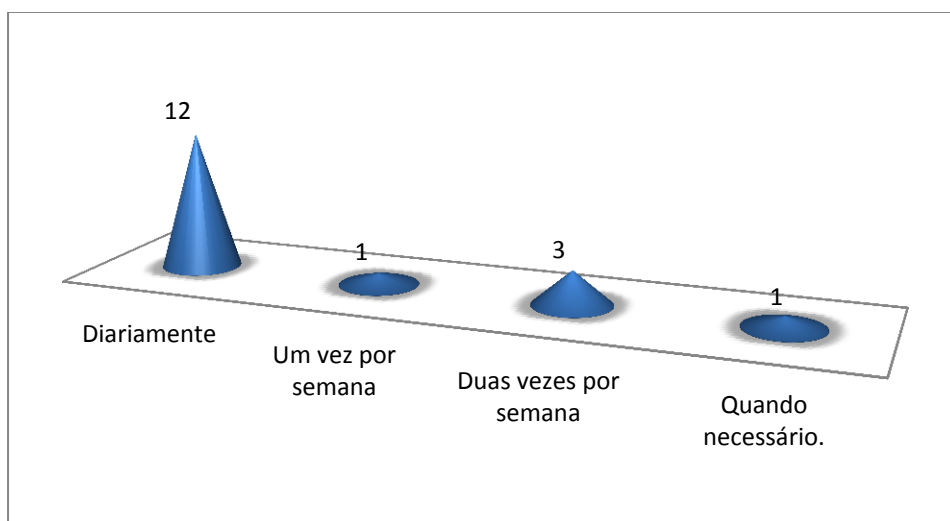 12
1
3
1
Diariamente
Um vez por
semana
Duas vezes por
semana
Quando
necessário.